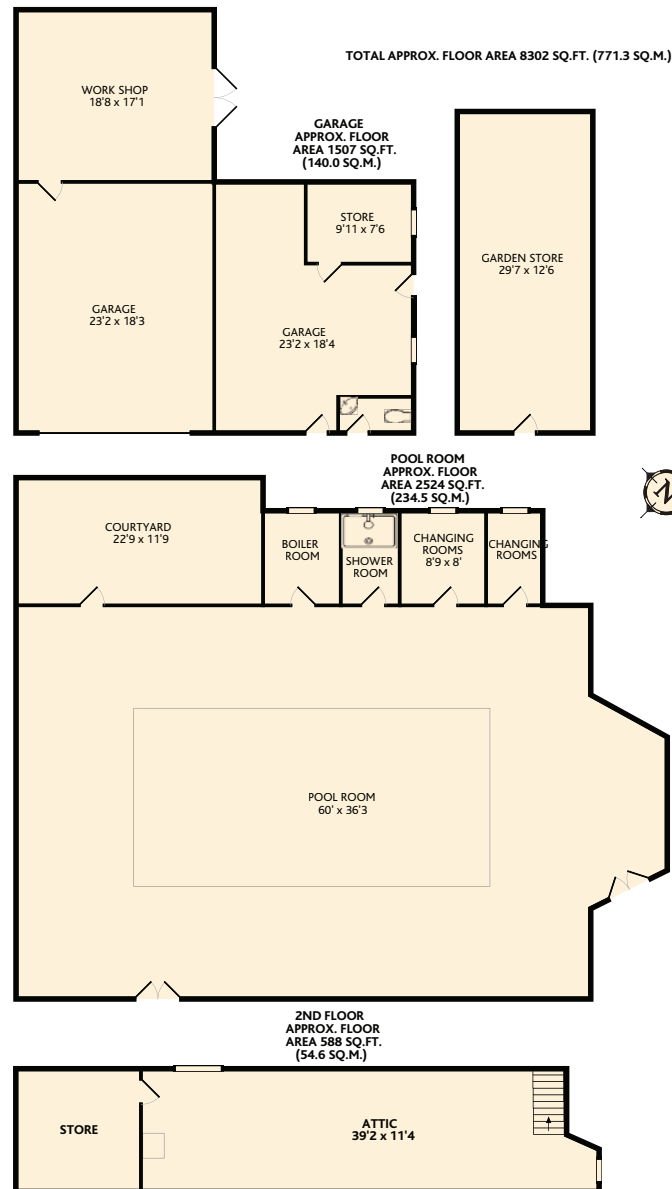 TOTAL APPROX. FLOOR AREA 8302 SQ.FT. (771.3 SQ.M.)
WORK SHOP
18'8 x 17'1
GARAGE
APPROX. FLOOR
AREA 1507 SQ.FT.
(140.0 SQ.M.)
STORE
9'11 x 7'6
GARDEN STORE
29'7 x 12'6
GARAGE
23'2 x 18'3
GARAGE
23'2 x 18'4
POOL ROOM
APPROX. FLOOR
AREA 2524 SQ.FT.
(234.5 SQ.M.)
N
COURTYARD
22'9 x 11'9
BOILER
ROOM
SHOWER
ROOM
CHANGING
ROOMS
8'9 x 8'
CHANGING
ROOMS
POOL ROOM
60' x 36'3
2ND FLOOR
APPROX. FLOOR
AREA 588 SQ.FT.
(54.6 SQ.M.)
STORE
ATTIC
39'2 x 11'4